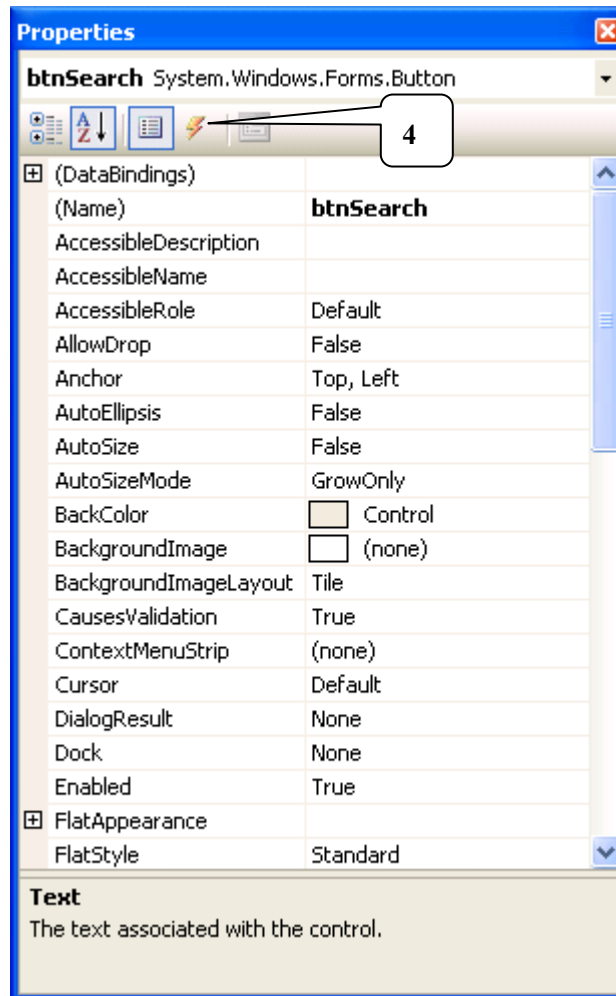 Properties
btnSearch System.Windows.Forms.Button
A
Z
4
(DataBindings)
(Name) btnSearch
AccessibleDescription
AccessibleName
AccessibleRole Default
AllowDrop False
Anchor Top, Left
AutoEllipsis False
AutoSize False
AutoSizeMode GrowOnly
BackColor Control
BackgroundImage (none)
BackgroundImageLayout Tile
CausesValidation True
ContextMenuStrip (none)
Cursor Default
DialogResult None
Dock None
Enabled True
FlatAppearance
FlatStyle Standard
Text
The text associated with the control.